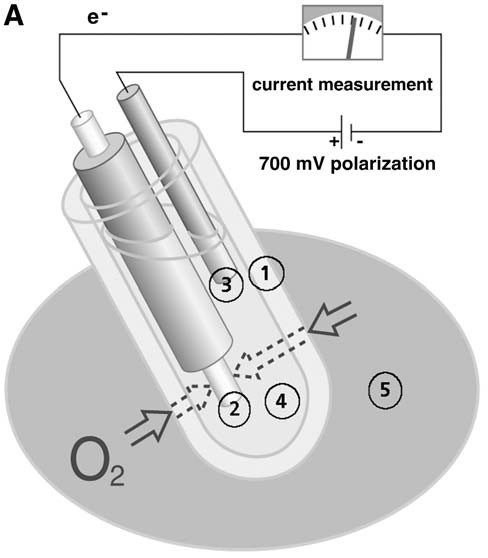 A
e-
current measurement
+ -
700 mV polarization
3
1
2
4
5
O2